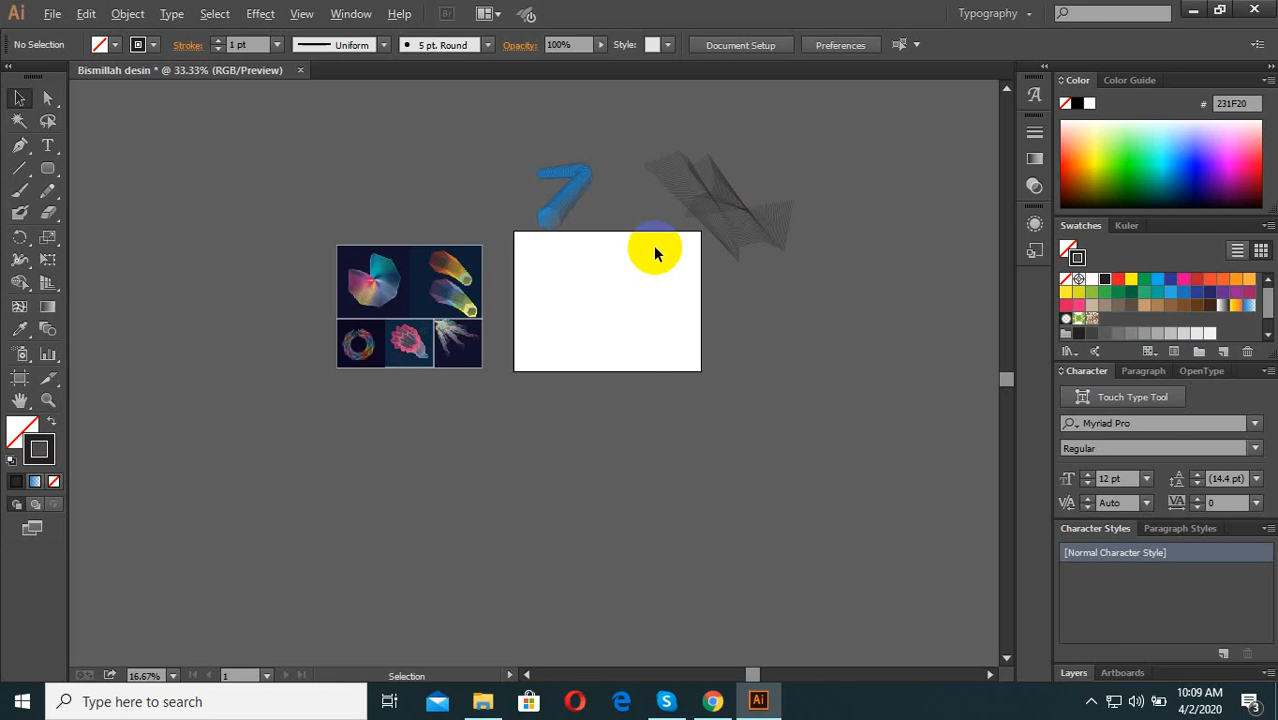 Ai File Edit Object Type Select Effect View Window Help Br Typography
No Selection Stroke: 1 pt Uniform 5 pt. Round Opacity: 100% Style: Document Setup Preferences
Bismillah desin * @ 33.33% (RGB/Preview) ×
Color Color Guide
# 231F20
Swatches Kuler
Character Paragraph OpenType
Touch Type Tool
Myriad Pro
Regular
12 pt (14.4 pt)
Auto 0
Character Styles Paragraph Styles
[Normal Character Style]
Layers Artboards
16.67% 1 Selection
Type here to search
10:09 AM
4/2/2020
3